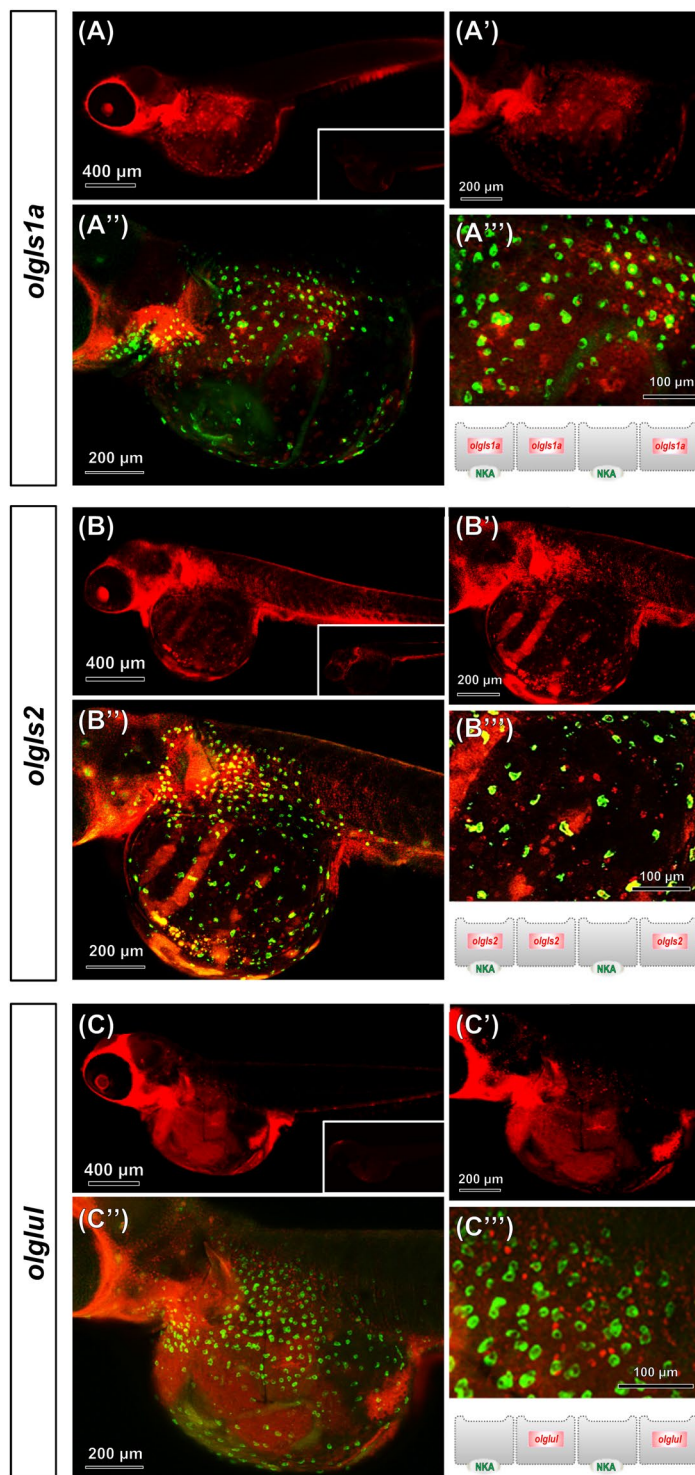 olgls1a
(A)
400 µm
(A')
200 µm
(A'')
200 µm
(A''')
100 µm
olgls1a olgls1a olgls1a
NKA NKA
olgls2
(B)
400 µm
(B')
200 µm
(B'')
200 µm
(B''')
100 µm
olgls2 olgls2 olgls2
NKA NKA
olglul
(C)
400 µm
(C')
200 µm
(C'')
200 µm
(C''')
100 µm
olglul olglul
NKA NKA